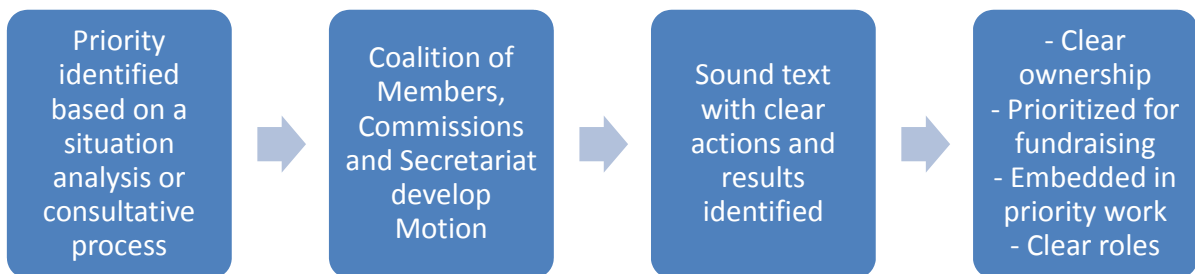 Priority
identified
based on a
situation
analysis or
consultative
process
Coalition of
Members,
Commissions
and Secretariat
develop
Motion
Sound text
with clear
actions and
results
identified
- Clear
ownership
- Prioritized for
fundraising
- Embedded in
priority work
- Clear roles